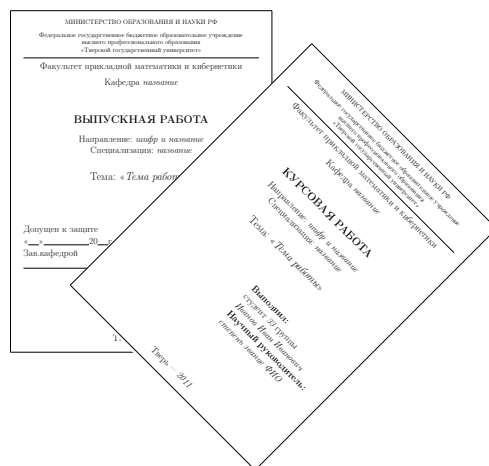 МИНИСТЕРСТВО ОБРАЗОВАНИЯ И НАУКИ РФ
Федеральное государственное бюджетное образовательное учреждение
высшего профессионального образования
«Тверской государственный университет»
Факультет прикладной математики и кибернетики
Кафедра название
ВЫПУСКНАЯ РАБОТА
Направление: шифр и название
Специализация: название
Тема: «Тема работ
Допущен к защите
«__»________20__г
Зав.кафедрой
МИНИСТЕРСТВО ОБРАЗОВАНИЯ И НАУКИ РФ
Федеральное государственное бюджетное образовательное учреждение
высшего профессионального образования
«Тверской государственный университет»
Факультет прикладной математики и кибернетики
Кафедра название
КУРСОВАЯ РАБОТА
Направление: шифр и название
Специализация: название
Тема: «Тема работы»
Выполнил:
студент 33 группы
Иванов Иван Иванович
Научный руководитель:
степень звание ФИО
Тверь — 2011